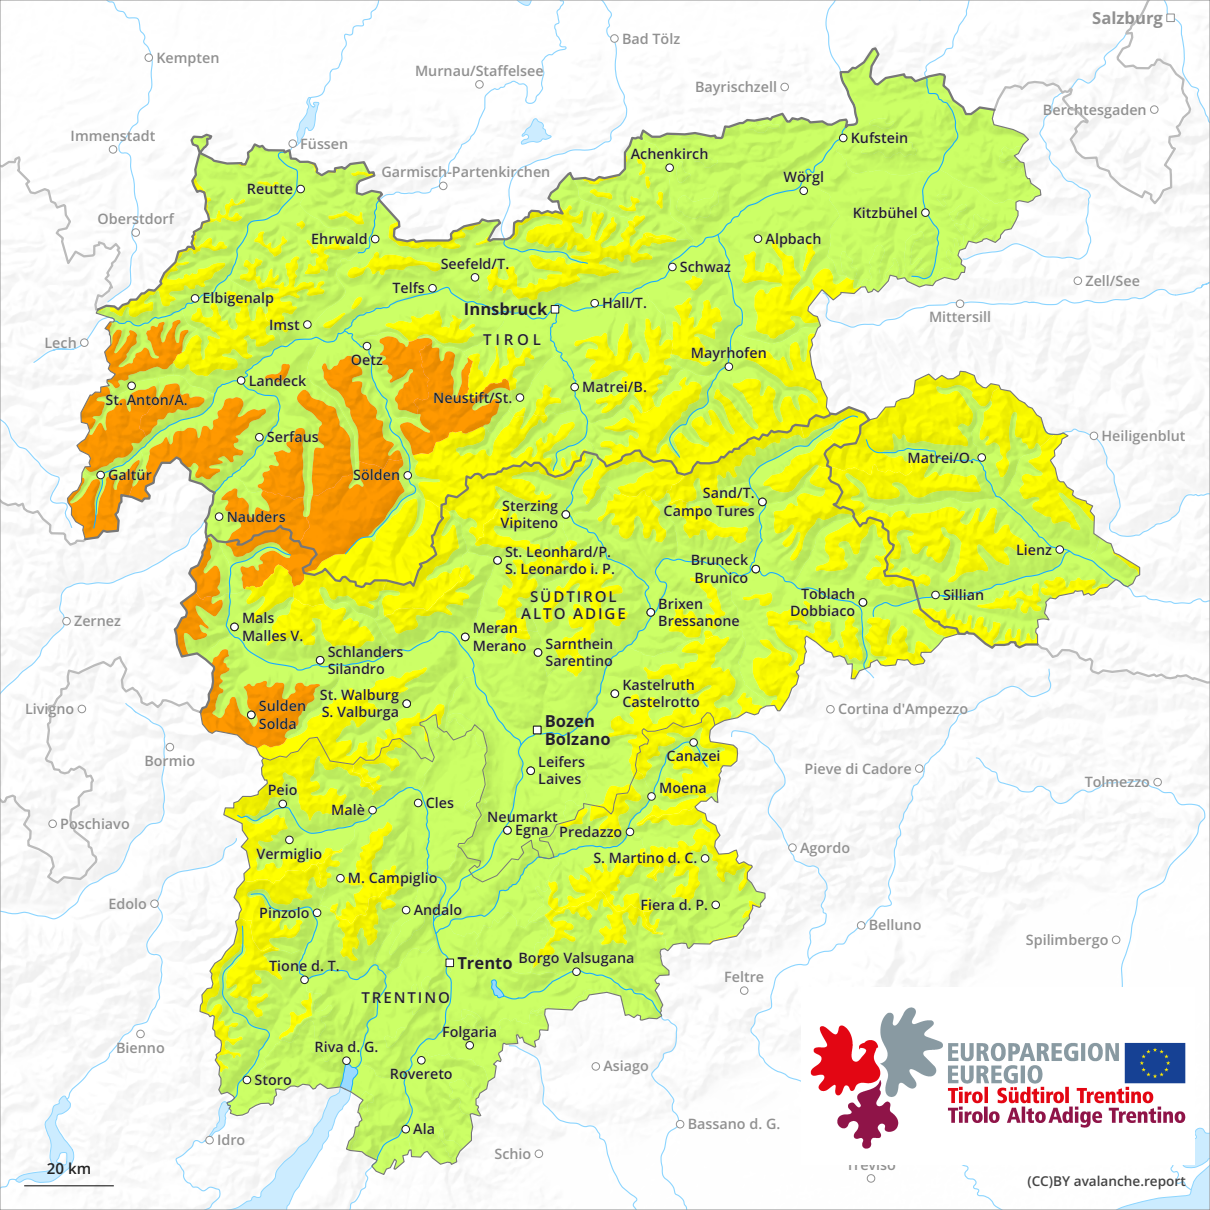 Salzburg
Bad Tölz
Kempten
Murnau/Staffelsee
Bayrischzell
Berchtesgaden
Immenstadt
Füssen
Kufstein
Achenkirch
Garmisch-Partenkirchen
Wörgl
Reutte
Oberstdorf
Kitzbühel
Ehrwald
Alpbach
Seefeld/T.
Schwaz
Zell/See
Telfs
Elbigenalp
Hall/T.
Innsbruck
Mittersill
Imst
TIROL
Lech
Oetz
Mayrhofen
Landeck
Matrei/B.
St. Anton/A.
Neustift/St.
Serfaus
Heiligenblut
Matrei/O.
Galtür
Sölden
Sand/T.
Campo Tures
Sterzing
Vipiteno
Nauders
Lienz
St. Leonhard/P.
S. Leonardo i. P.
Bruneck
Brunico
SÜDTIROL
ALTO ADIGE
Toblach
Dobbiaco
Sillian
Brixen
Bressanone
Mals
Malles V.
Zernez
Meran
Merano
Sarnthein
Sarentino
Schlanders
Silandro
Kastelruth
Castelrotto
St. Walburg
S. Valburga
Sulden
Solda
Livigno
Cortina d'Ampezzo
Bozen
Bolzano
Bormio
Canazei
Leifers
Laives
Pieve di Cadore
Tolmezzo
Peio
Moena
Malè
Cles
Neumarkt
Egna
Predazzo
Poschiavo
Vermiglio
Agordo
S. Martino d. C.
M. Campiglio
Edolo
Pinzolo
Andalo
Fiera d. P.
Belluno
Spilimbergo
Trento
Borgo Valsugana
Tione d. T.
Feltre
TRENTINO
Folgaria
Bienno
Riva d. G.
Rovereto
Asiago
Storo
EUROPAREGION
EUREGIO
Tirol Südtirol Trentino
Tirolo Alto Adige Trentino
Ala
Bassano d. G.
Idro
Schio
Treviso
20 km
(CC)BY avalanche.report